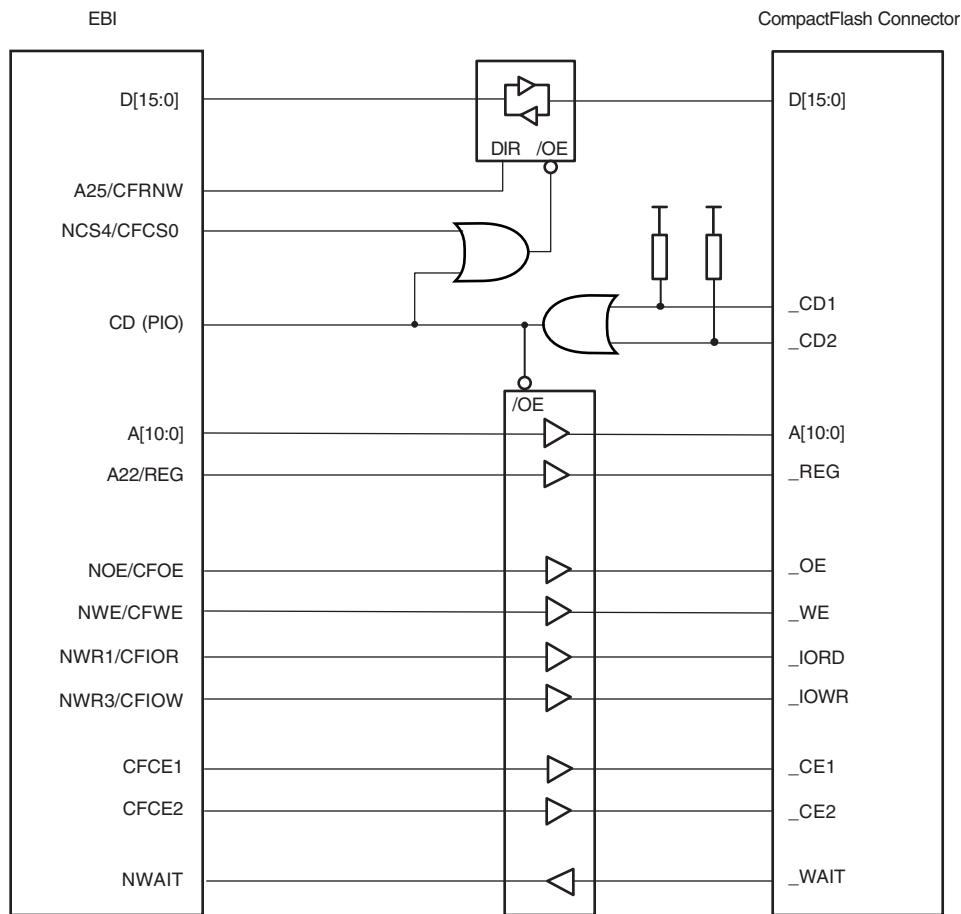 EBI
CompactFlash Connector
D[15:0]
D[15:0]
DIR /OE
A25/CFRNW
NCS4/CFCS0
_CD1
CD (PIO)
_CD2
/OE
A[10:0]
A[10:0]
A22/REG
_REG
NOE/CFOE
_OE
NWE/CFWE
_WE
NWR1/CFIOR
_IORD
NWR3/CFIOW
_IOWR
CFCE1
_CE1
CFCE2
_CE2
NWAIT
_WAIT